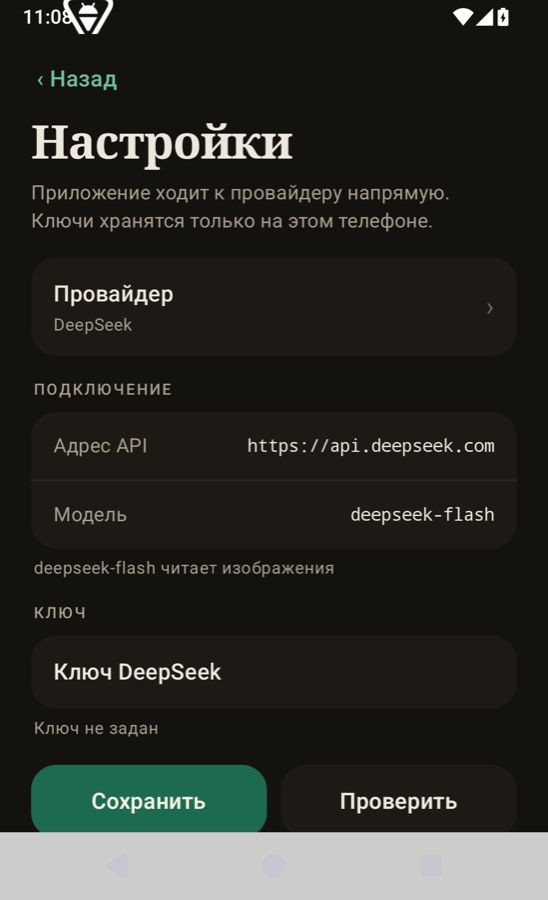 11:08
‹ Назад
Настройки
Приложение ходит к провайдеру напрямую.
Ключи хранятся только на этом телефоне.
Провайдер
DeepSeek
ПОДКЛЮЧЕНИЕ
Адрес API https://api.deepseek.com
Модель deepseek-flash
deepseek-flash читает изображения
КЛЮЧ
Ключ DeepSeek
Ключ не задан
Сохранить Проверить